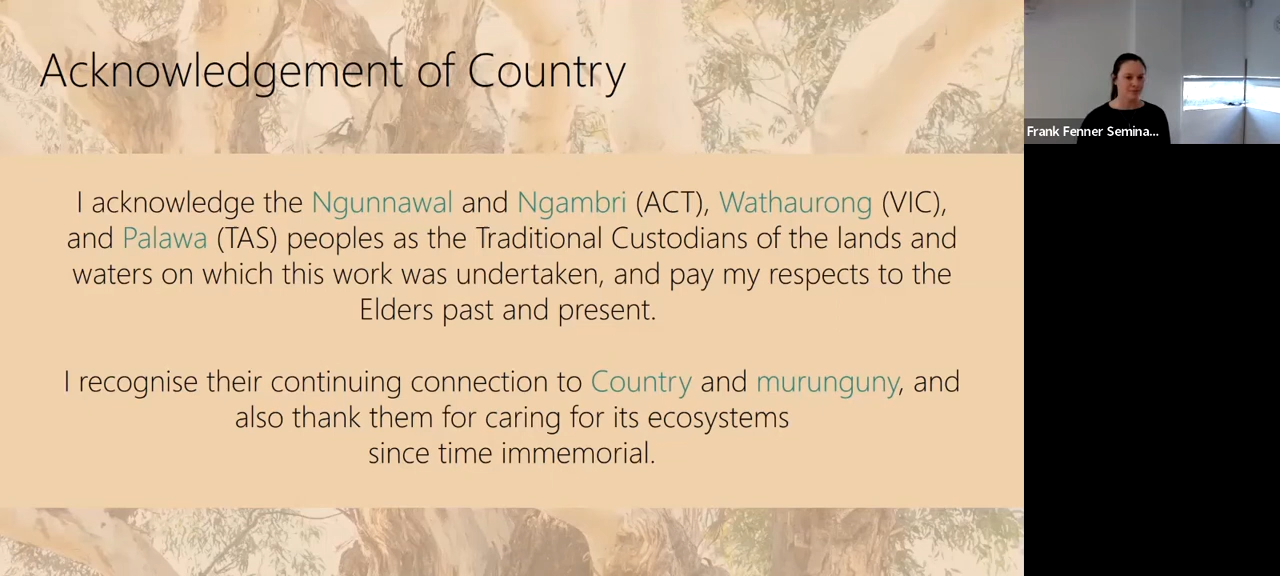 Acknowledgement of Country
I acknowledge the Ngunnawal and Ngambri (ACT), Wathaurong (VIC),
and Palawa (TAS) peoples as the Traditional Custodians of the lands and
waters on which this work was undertaken, and pay my respects to the
Elders past and present.
I recognise their continuing connection to Country and murunguny, and
also thank them for caring for its ecosystems
since time immemorial.
Frank Fenner Semina...